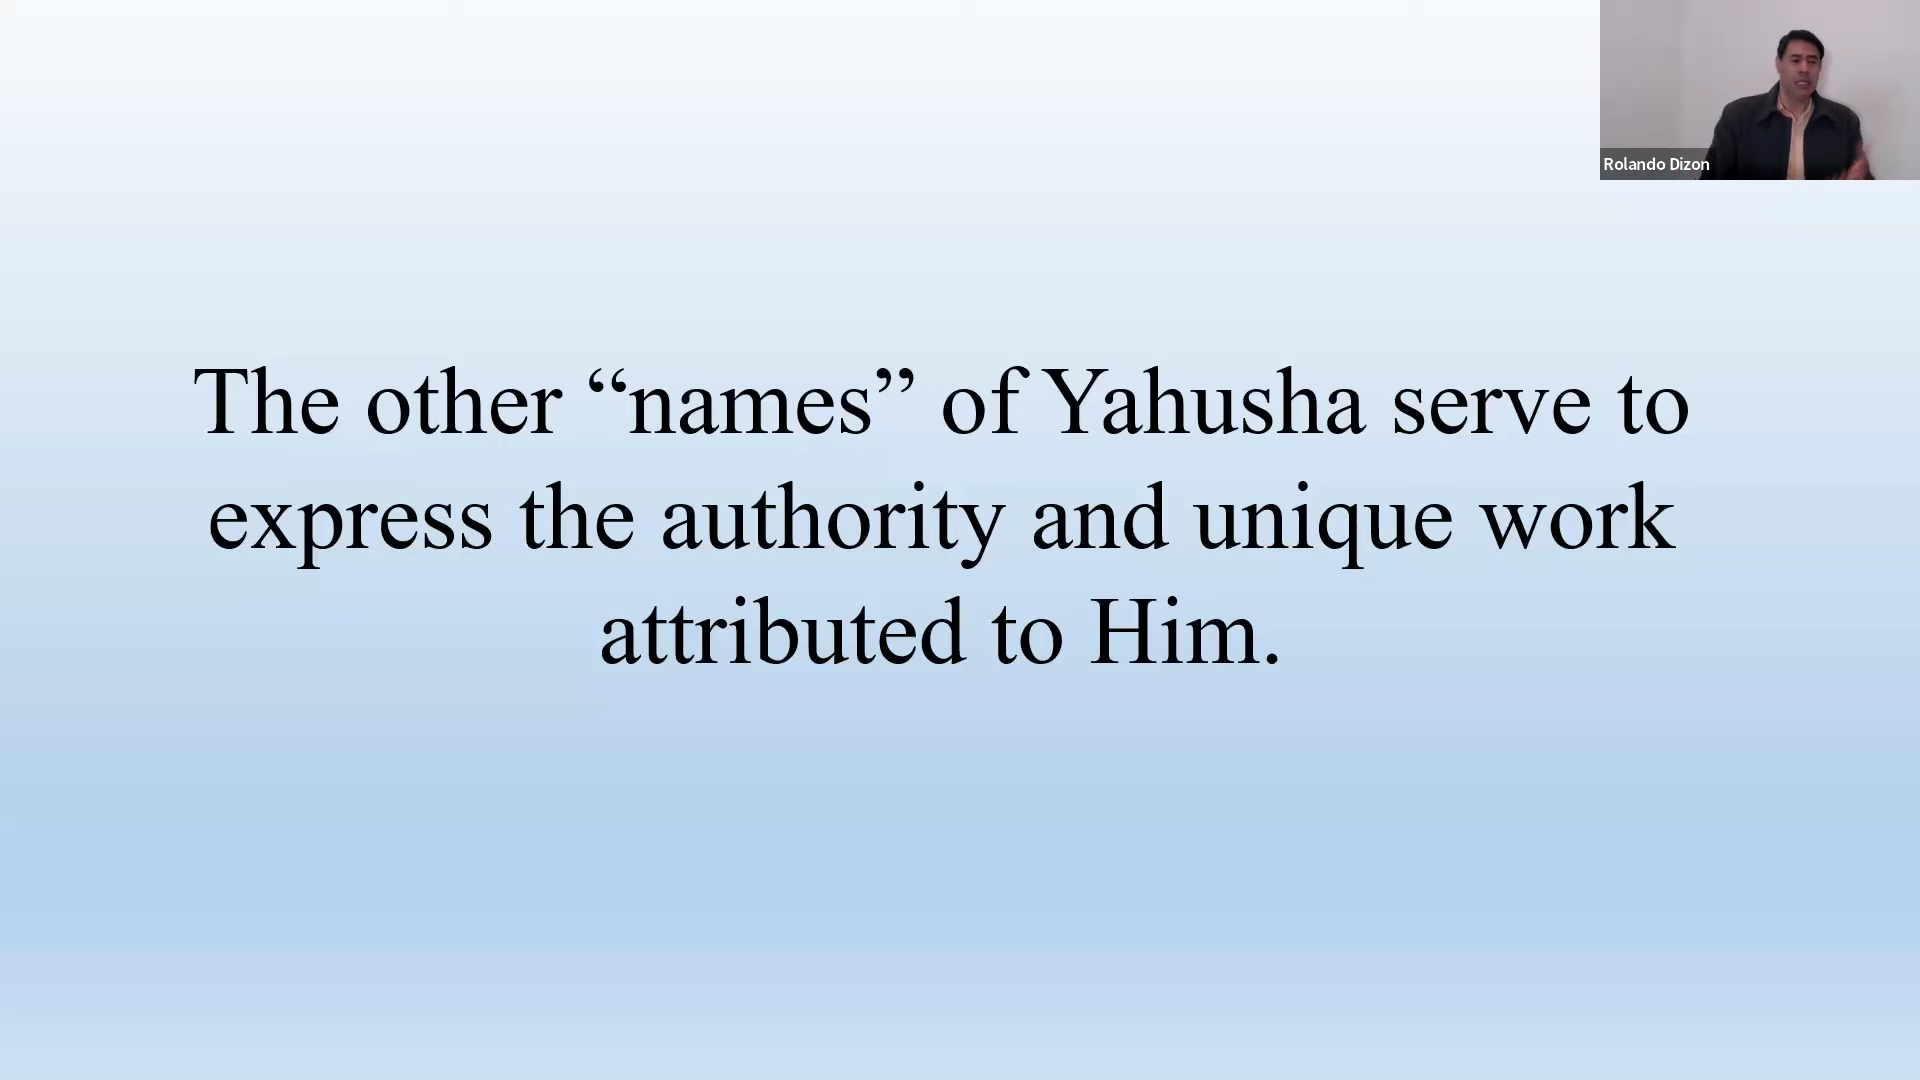 Rolando Dizon
The other “names” of Yahusha serve to
express the authority and unique work
attributed to Him.